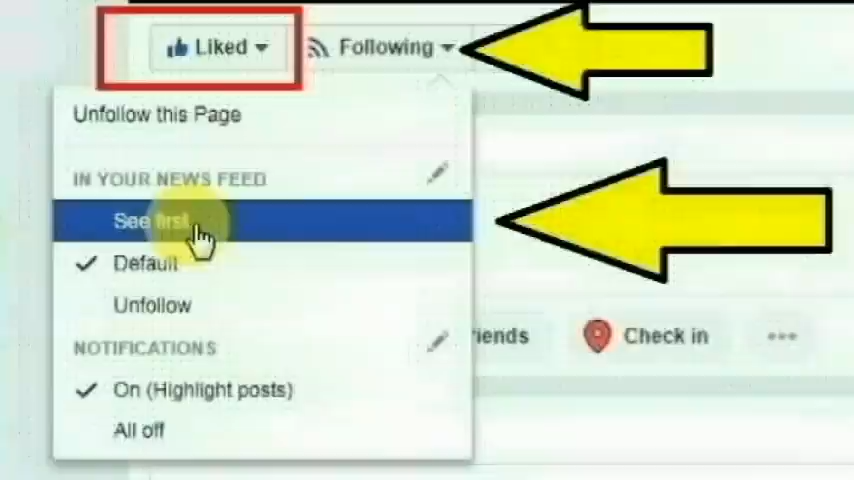 Liked Following
Unfollow this Page
IN YOUR NEWS FEED
See first
Default
Unfollow
riends Check in
NOTIFICATIONS
On (Highlight posts)
All off